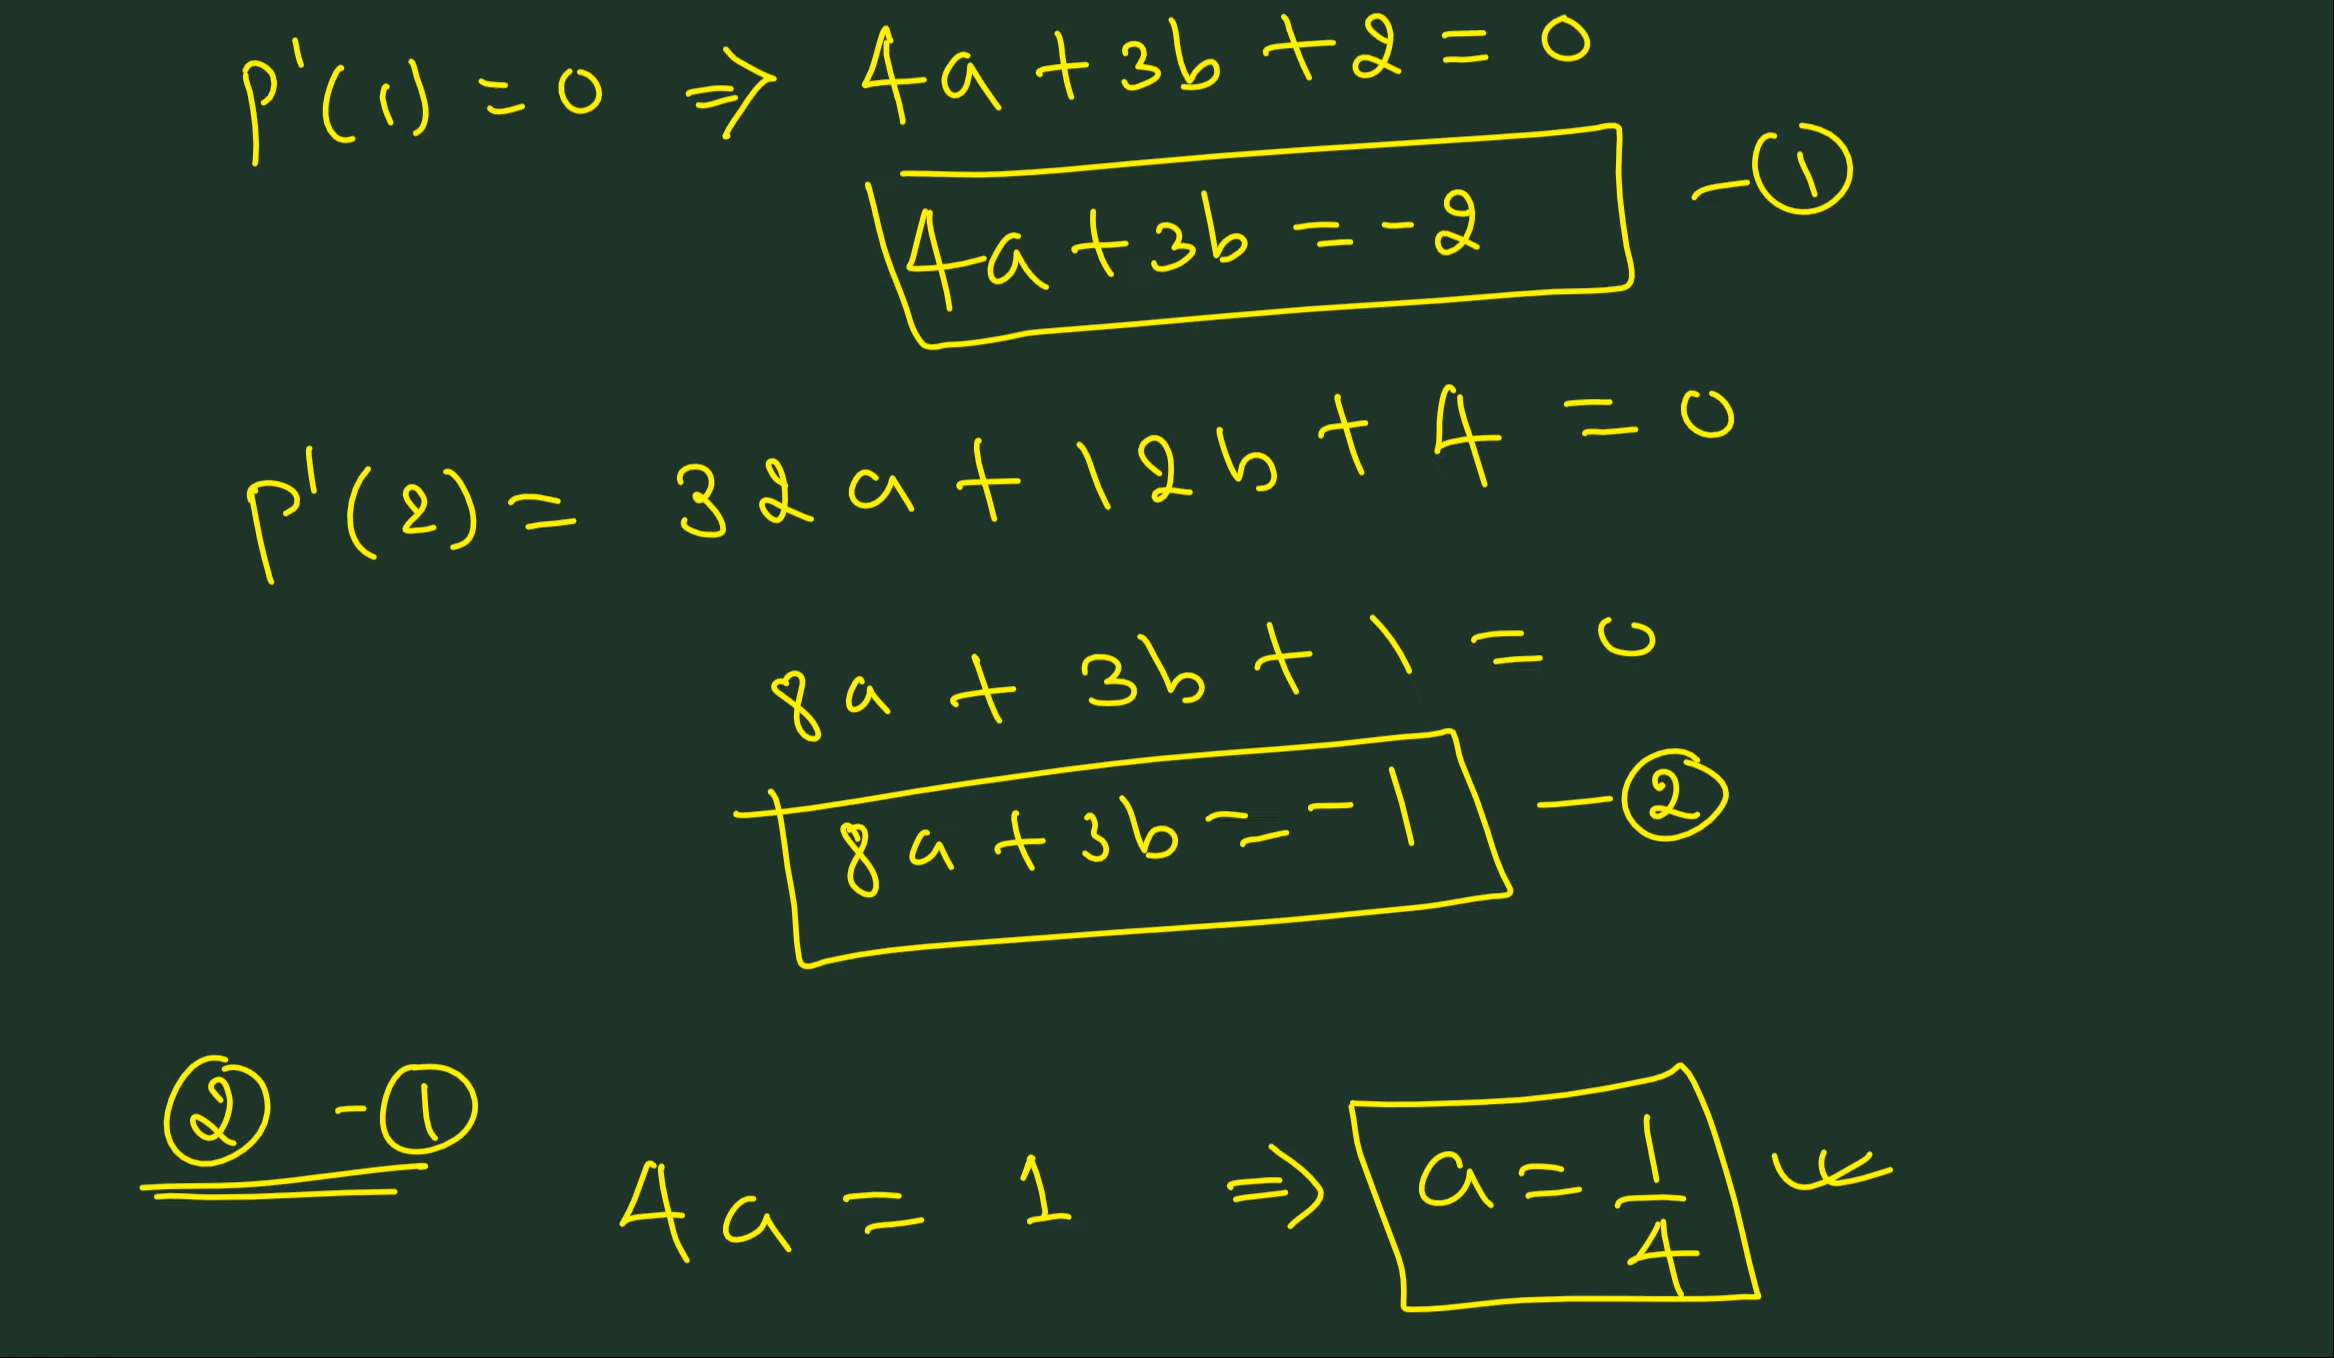 p'(1) = 0 ⇒ 4a + 3b + 2 = 0
4a + 3b = -2 — ①
p'(2) = 32a + 12b + 4 = 0
8a + 3b + 1 = 0
8a + 3b = -1 — ②
② - ①
4a = 1 ⇒ a = 1/4